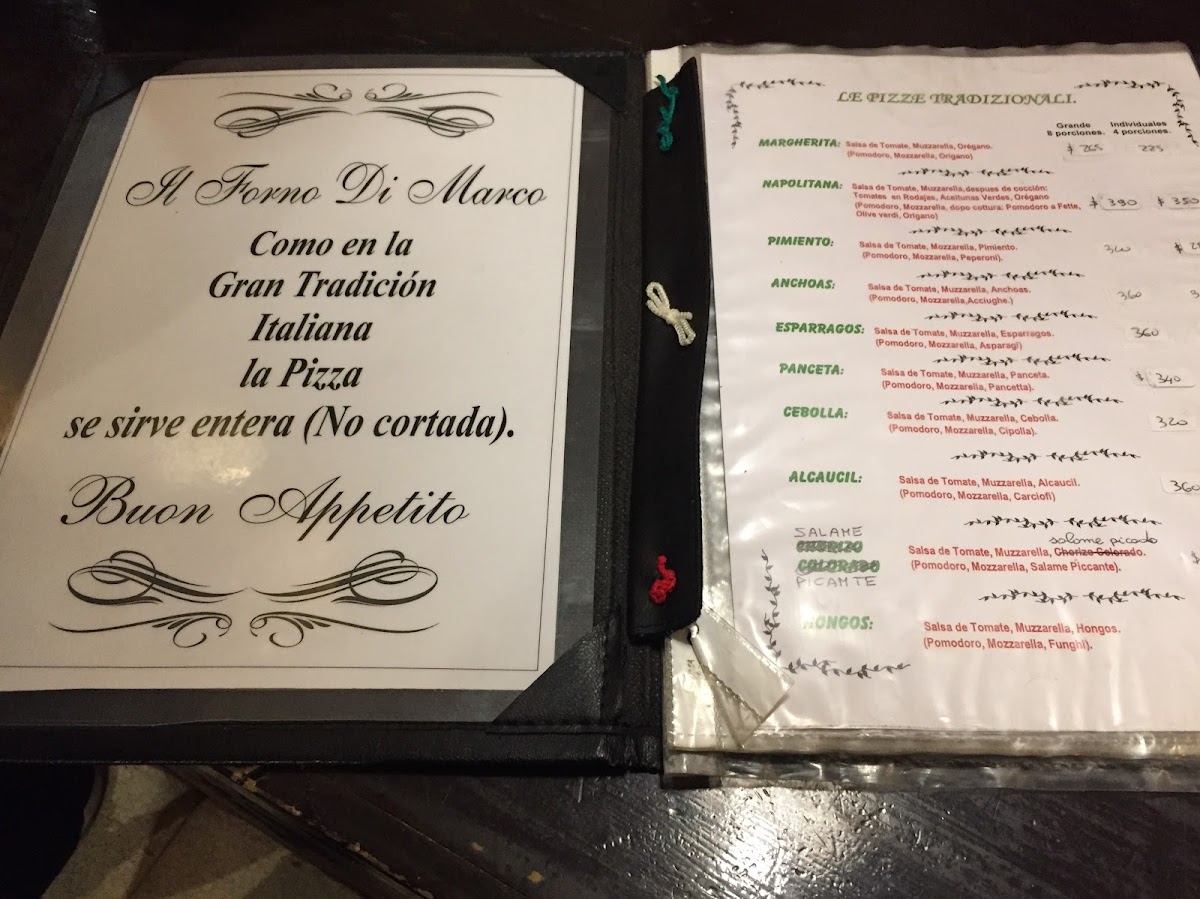 Il Forno Di Marco
Como en la
Gran Tradición
Italiana
la Pizza
se sirve entera (No cortada).
Buon Appetito
LE PIZZE TRADIZIONALI.
Grande Individuales
8 porciones. 4 porciones.
MARGHERITA: Salsa de Tomate, Muzzarella, Orégano. $ 265 225
(Pomodoro, Mozzarella, Origano)
NAPOLITANA: Salsa de Tomate, Muzzarella,despues de cocción:
Tomates en Rodajas, Aceitunas Verdes, Orégano
(Pomodoro, Mozzarella, dopo cottura: Pomodoro a Fette, $ 390 $ 350
Olive verdi, Origano)
PIMIENTO: Salsa de Tomate, Mozzarella, Pimiento. 320 $
(Pomodoro, Mozzarella, Peperoni).
ANCHOAS: Salsa de Tomate, Muzzarella, Anchoas. 360
(Pomodoro, Mozzarella,Acciughe.)
ESPARRAGOS: Salsa de Tomate, Muzzarella, Esparragos. 360
(Pomodoro, Mozzarella, Asparagi)
PANCETA: Salsa de Tomate, Muzzarella, Panceta. $ 340
(Pomodoro, Mozzarella, Pancetta).
CEBOLLA: Salsa de Tomate, Muzzarella, Cebolla. 320
(Pomodoro, Mozzarella, Cipolla).
ALCAUCIL: Salsa de Tomate, Muzzarella, Alcaucil. 360
(Pomodoro, Mozzarella, Carciofi)
SALAME salame picado
CHORIZO Salsa de Tomate, Muzzarella, Chorizo Colorado. $
COLORADO (Pomodoro, Mozzarella, Salame Piccante).
PICANTE
HONGOS: Salsa de Tomate, Muzzarella, Hongos.
(Pomodoro, Mozzarella, Funghi).